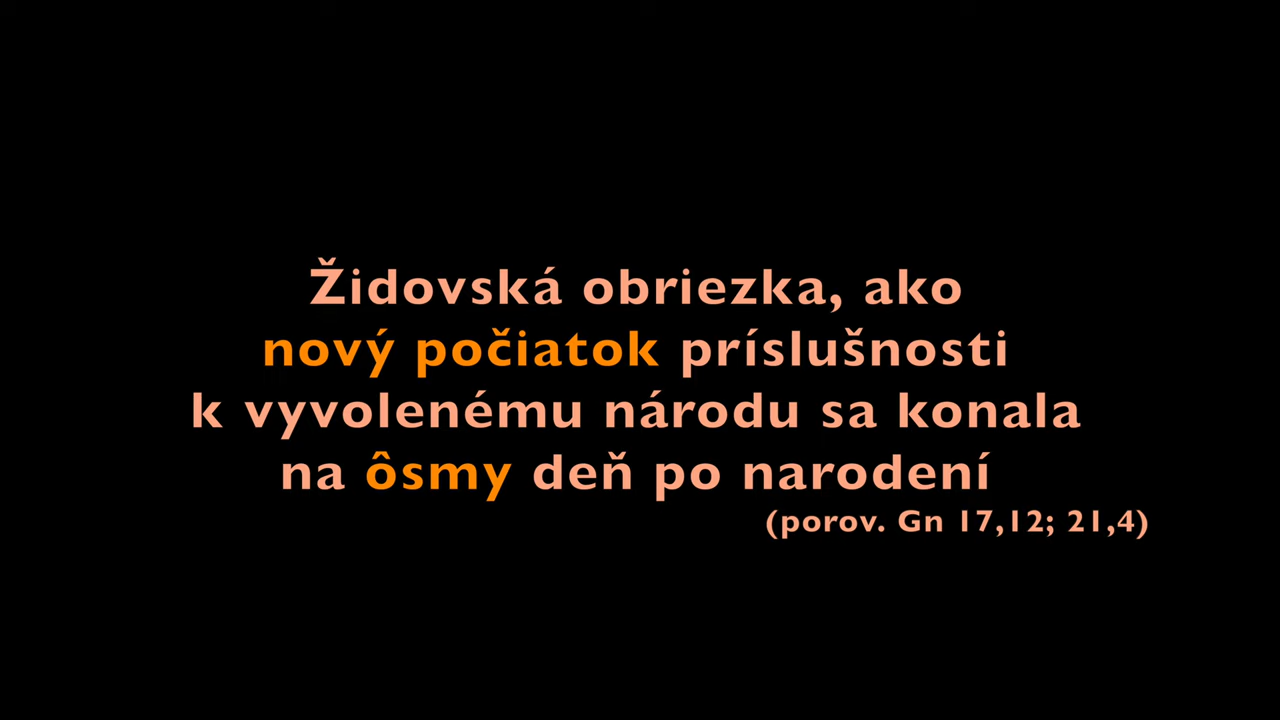 Židovská obriezka, ako
nový počiatok príslušnosti
k vyvolenému národu sa konala
na ôsmy deň po narodení
(porov. Gn 17,12; 21,4)